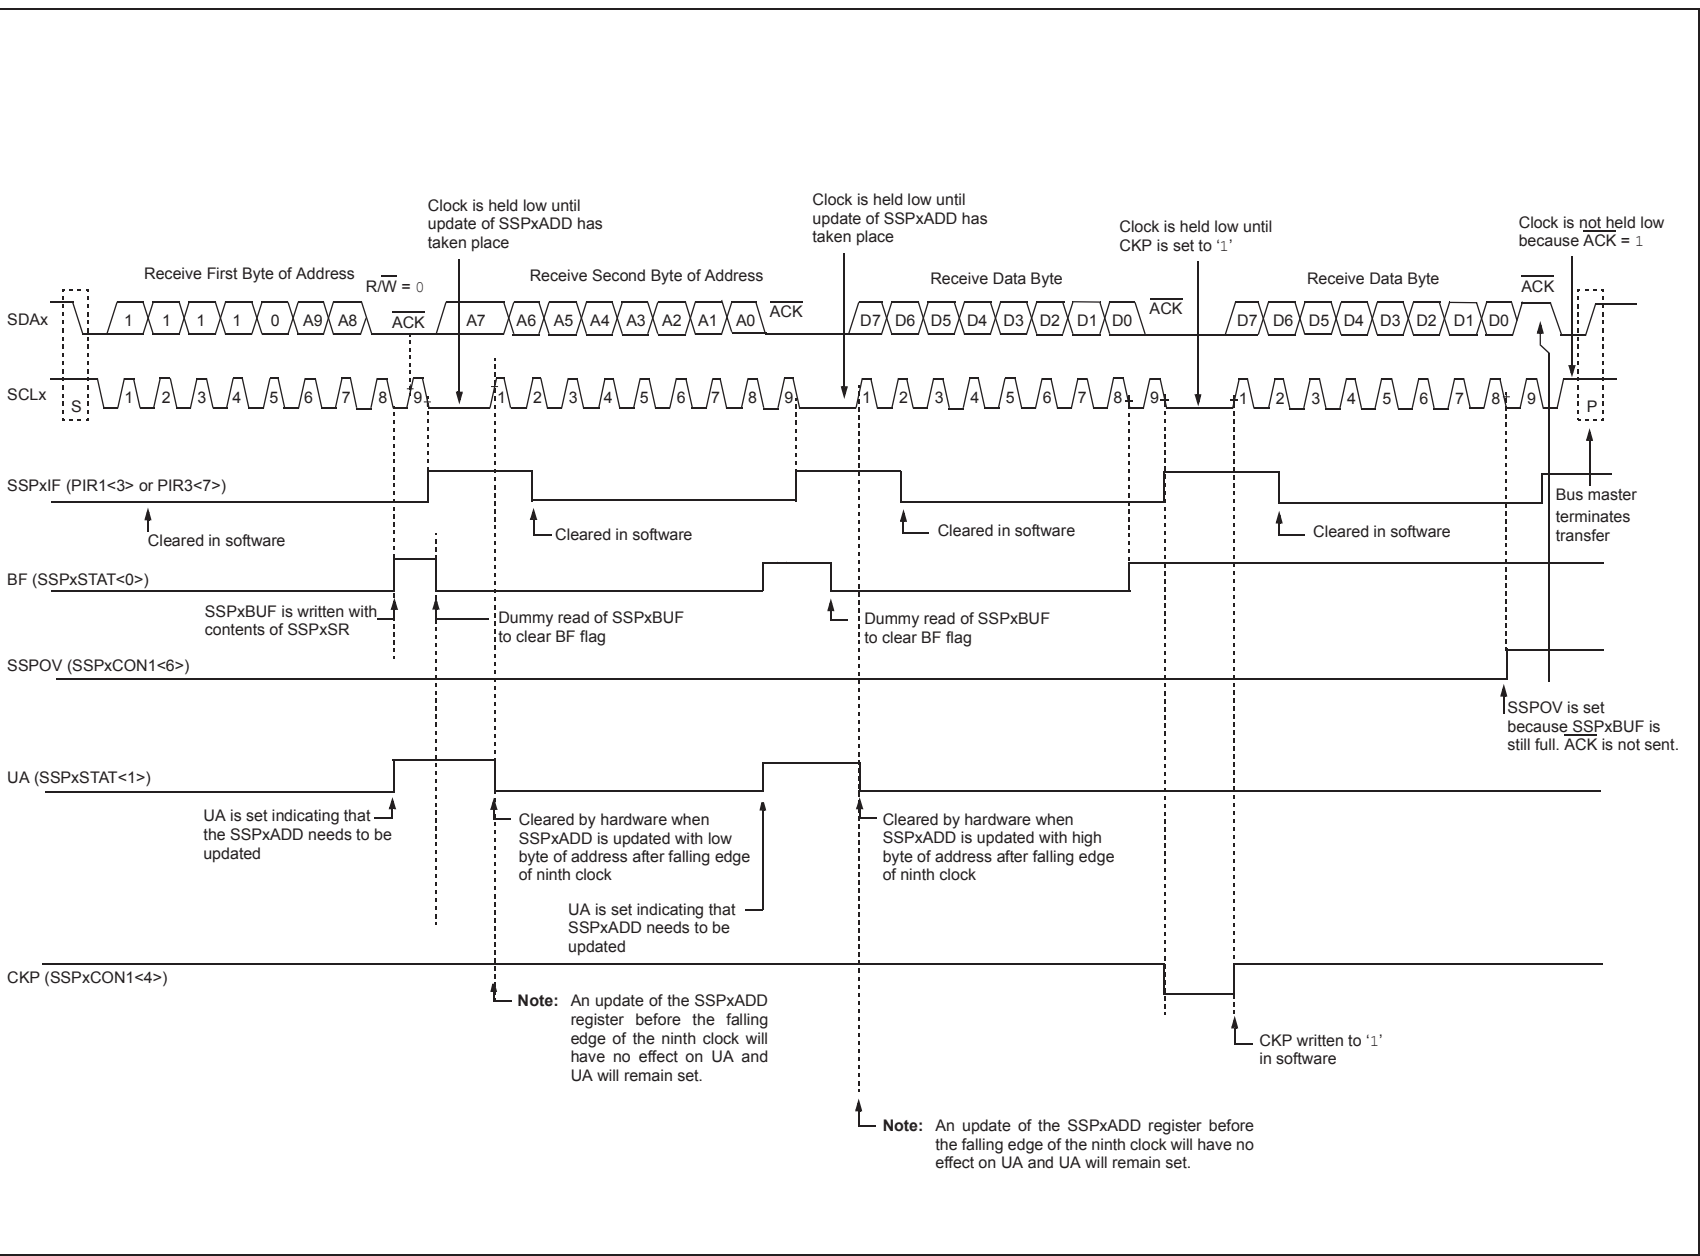 Clock is held low until
update of SSPxADD has
taken place
Clock is held low until
update of SSPxADD has
taken place
Clock is held low until
CKP is set to ‘1’
Clock is not held low
because ACK = 1
Receive First Byte of Address
R/W = 0
Receive Second Byte of Address
Receive Data Byte
Receive Data Byte
SDAx
1 1 1 1 0 A9 A8
ACK
A7 A6 A5 A4 A3 A2 A1 A0
ACK
D7 D6 D5 D4 D3 D2 D1 D0
ACK
D7 D6 D5 D4 D3 D2 D1 D0
ACK
SCLx
S
1 2 3 4 5 6 7 8 9
1 2 3 4 5 6 7 8 9
1 2 3 4 5 6 7 8 9
1 2 3 4 5 6 7 8 9
P
SSPxIF (PIR1<3> or PIR3<7>)
Cleared in software
Cleared in software
Cleared in software
Cleared in software
Bus master
terminates
transfer
BF (SSPxSTAT<0>)
SSPxBUF is written with
contents of SSPxSR
Dummy read of SSPxBUF
to clear BF flag
Dummy read of SSPxBUF
to clear BF flag
SSPOV (SSPxCON1<6>)
SSPOV is set
because SSPxBUF is
still full. ACK is not sent.
UA (SSPxSTAT<1>)
UA is set indicating that
the SSPxADD needs to be
updated
Cleared by hardware when
SSPxADD is updated with low
byte of address after falling edge
of ninth clock
UA is set indicating that
SSPxADD needs to be
updated
Cleared by hardware when
SSPxADD is updated with high
byte of address after falling edge
of ninth clock
CKP (SSPxCON1<4>)
Note: An update of the SSPxADD
register before the falling
edge of the ninth clock will
have no effect on UA and
UA will remain set.
CKP written to ‘1’
in software
Note: An update of the SSPxADD register before
the falling edge of the ninth clock will have no
effect on UA and UA will remain set.